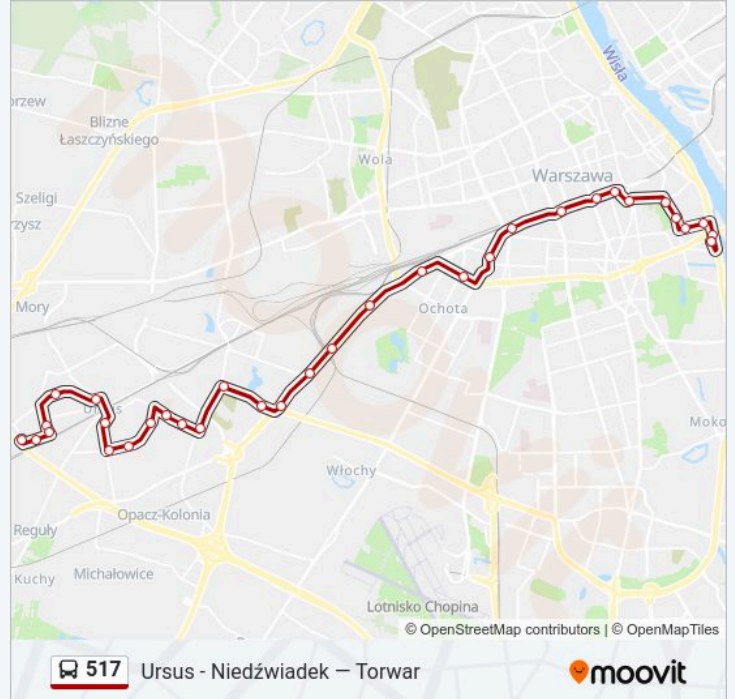 Wisła
orzew
Blizne
Łaszczyńskiego
Wola
Warszawa
Szeligi
rzysz
Mory
Ochota
Moko
Włochy
Opacz-Kolonia
Reguły
Kuchy
Michałowice
Lotnisko Chopina
© OpenStreetMap contributors | © OpenMapTiles
517 Ursus - Niedźwiadek — Torwar
moovit